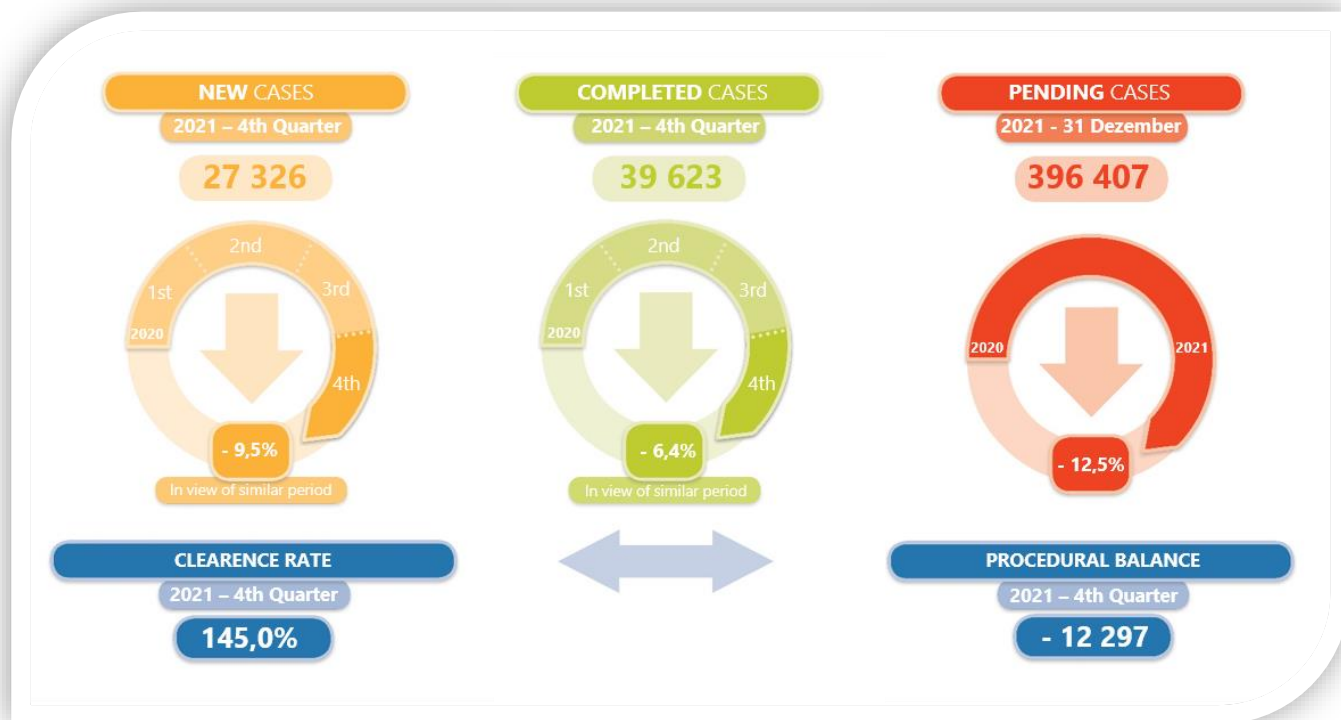 NEW CASES
2021 – 4th Quarter
27 326
1st
2nd
3rd
4th
2020
- 9,5%
In view of similar period
COMPLETED CASES
2021 – 4th Quarter
39 623
1st
2nd
3rd
4th
2020
- 6,4%
In view of similar period
PENDING CASES
2021 - 31 Dezember
396 407
2020
2021
- 12,5%
CLEARENCE RATE
2021 – 4th Quarter
145,0%
PROCEDURAL BALANCE
2021 – 4th Quarter
- 12 297